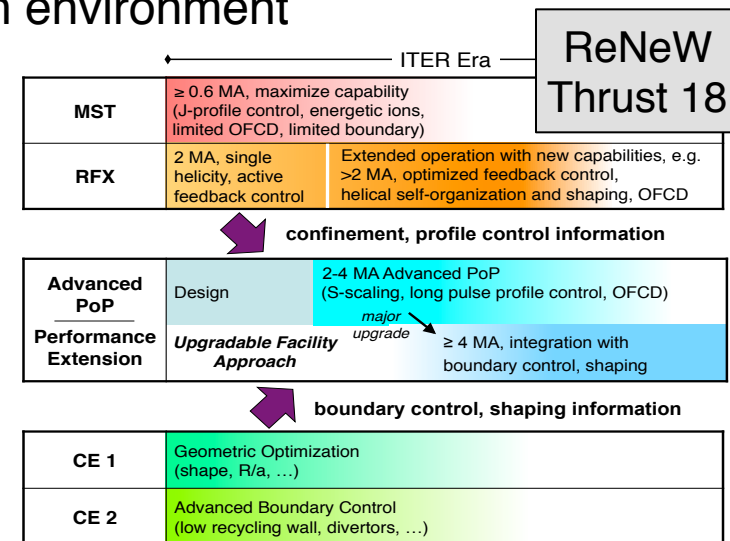 environment
ITER Era
ReNeW
Thrust 18
MST
≥ 0.6 MA, maximize capability
(J-profile control, energetic ions,
limited OFCD, limited boundary)
RFX
2 MA, single
helicity, active
feedback control
Extended operation with new capabilities, e.g.
>2 MA, optimized feedback control,
helical self-organization and shaping, OFCD
confinement, profile control information
Advanced
PoP
Performance
Extension
Design
2-4 MA Advanced PoP
(S-scaling, long pulse profile control, OFCD)
major
upgrade
Upgradable Facility
Approach
≥ 4 MA, integration with
boundary control, shaping
boundary control, shaping information
CE 1
Geometric Optimization
(shape, R/a, …)
CE 2
Advanced Boundary Control
(low recycling wall, divertors, …)